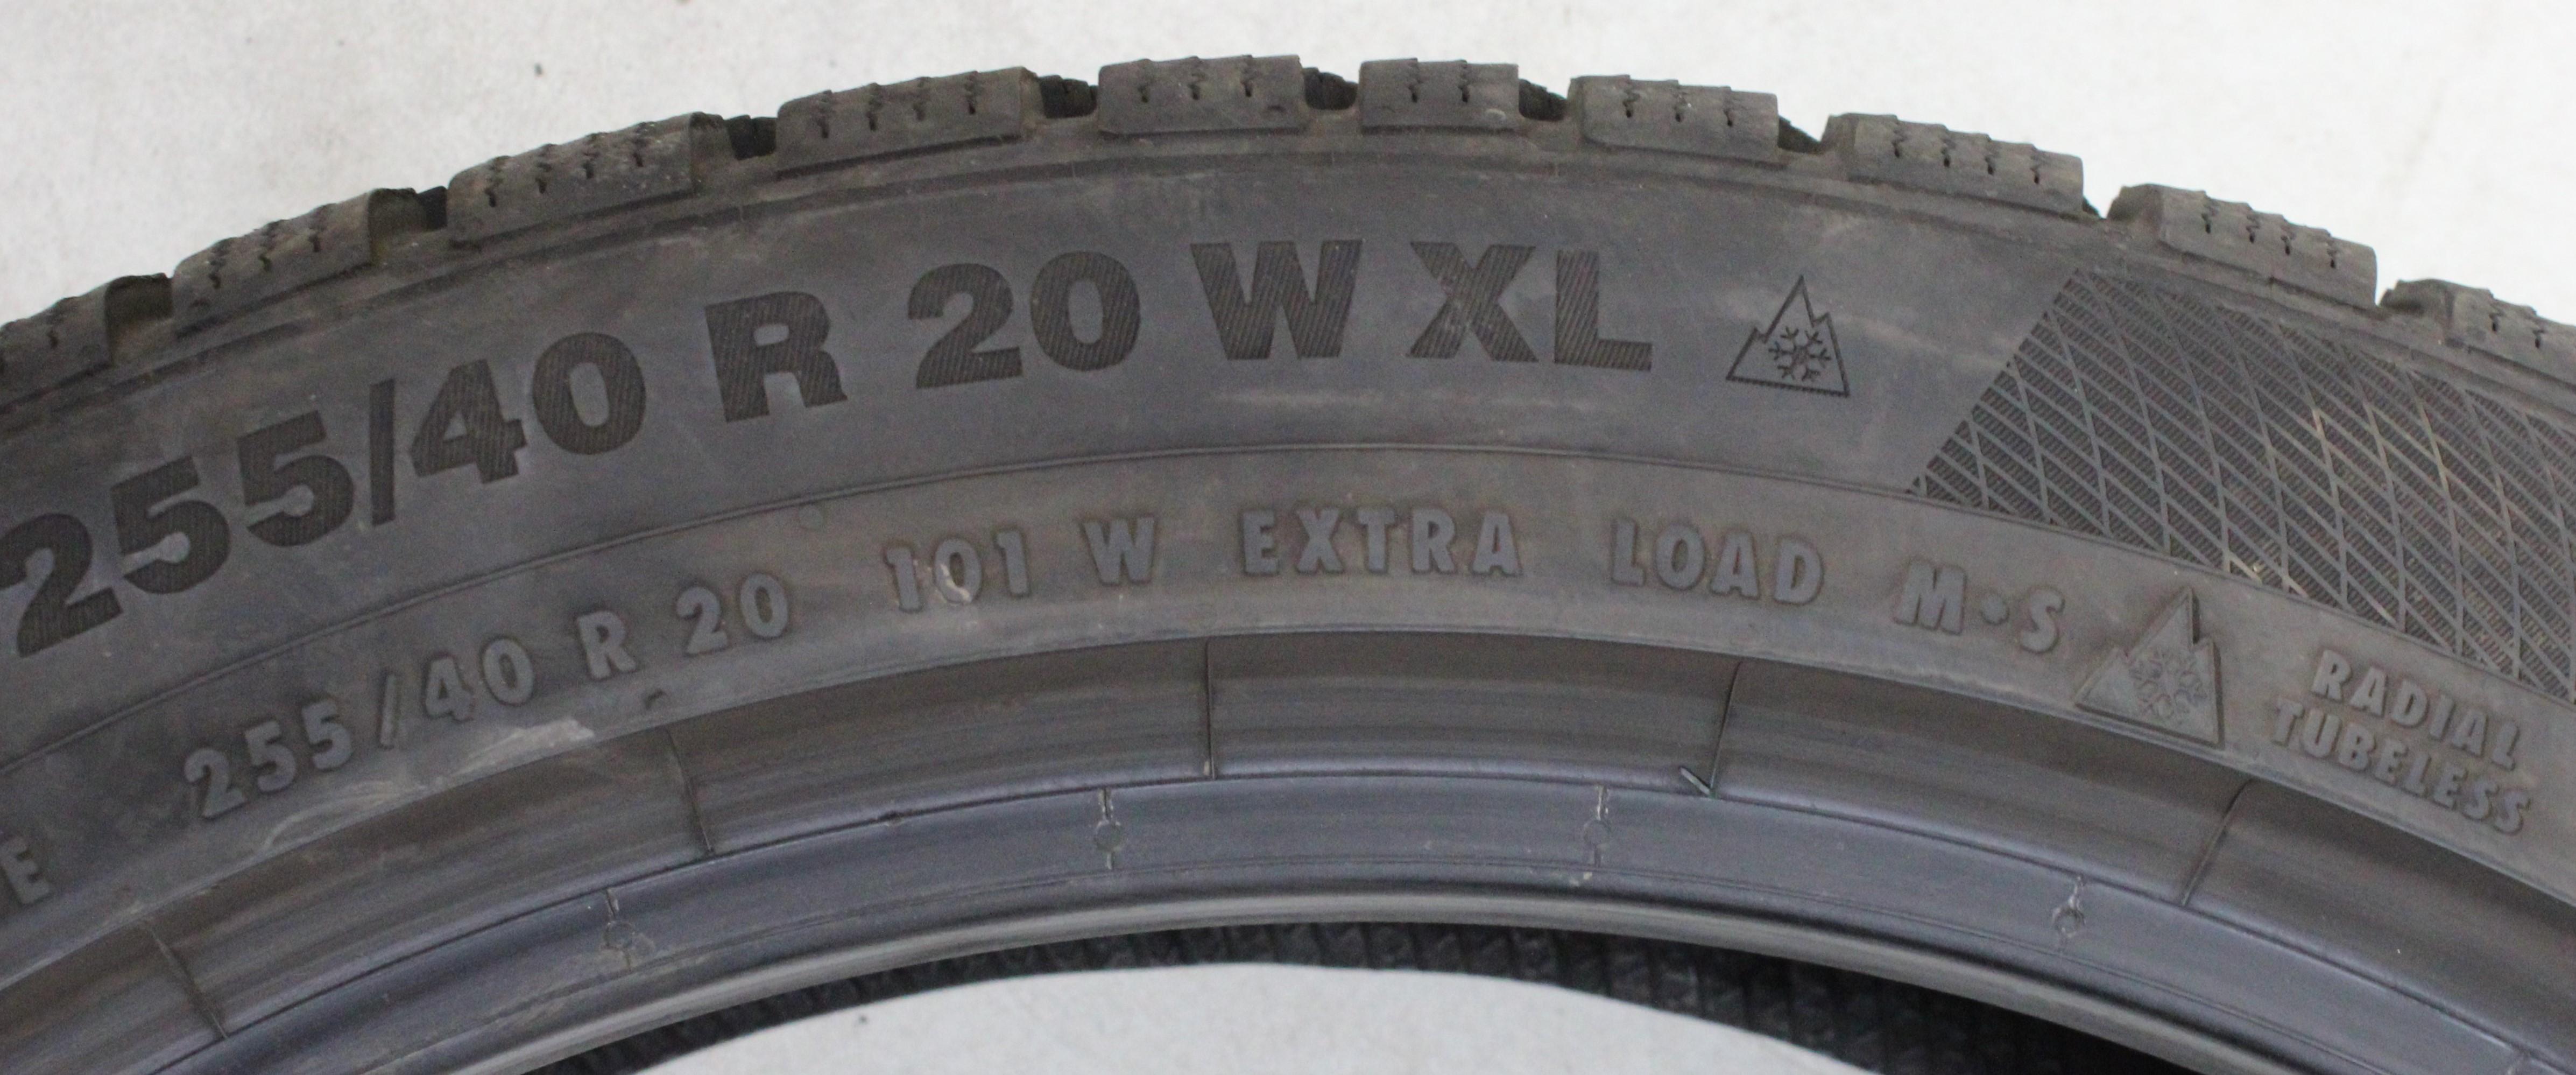 255/40 R 20 W XL
E 255/40 R 20 101 W EXTRA LOAD M•S
RADIAL
TUBELESS